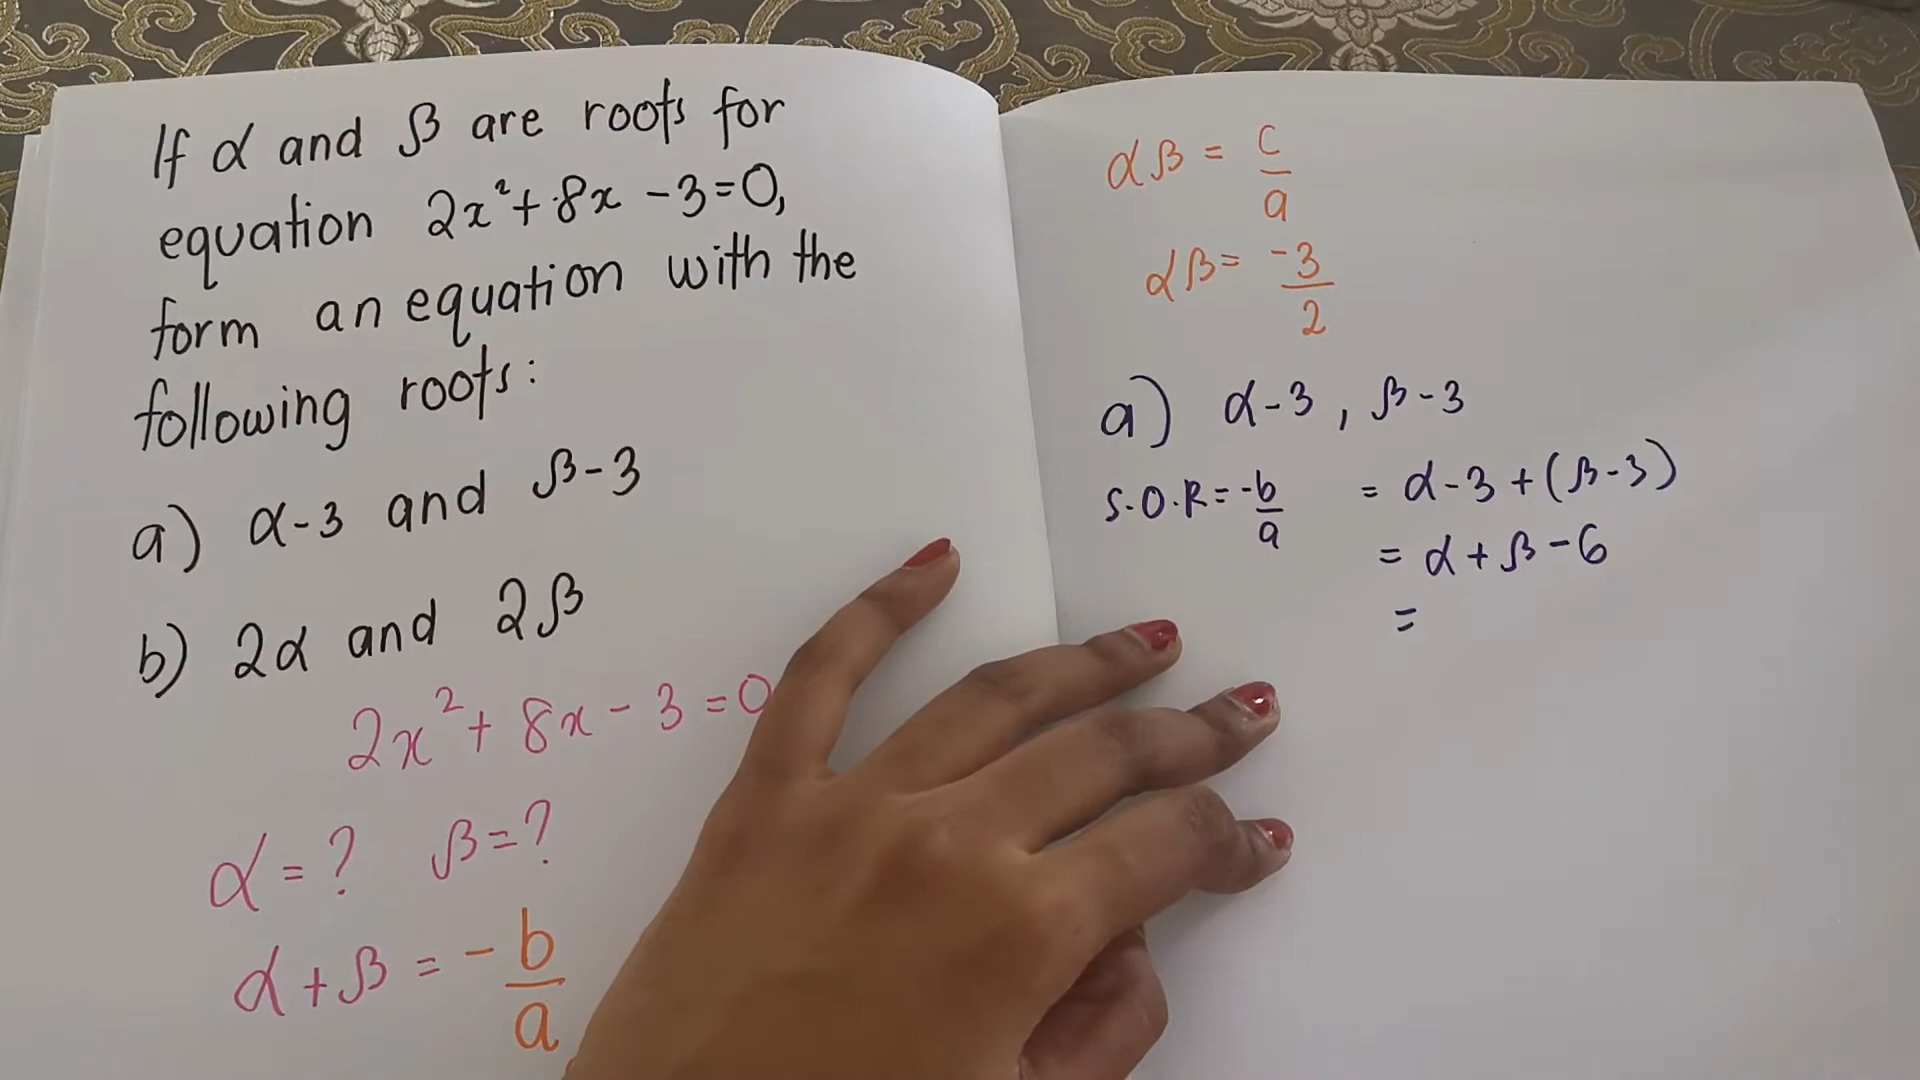 If α and β are roots for
equation 2x²+8x-3=0,
form an equation with the
following roots:
a) α-3 and β-3
b) 2α and 2β
2x²+8x-3=0
α=? β=?
α+β = -b/a
αβ = c/a
αβ = -3/2
a) α-3, β-3
S.O.R = -b/a = α-3+(β-3)
= α+β-6
=